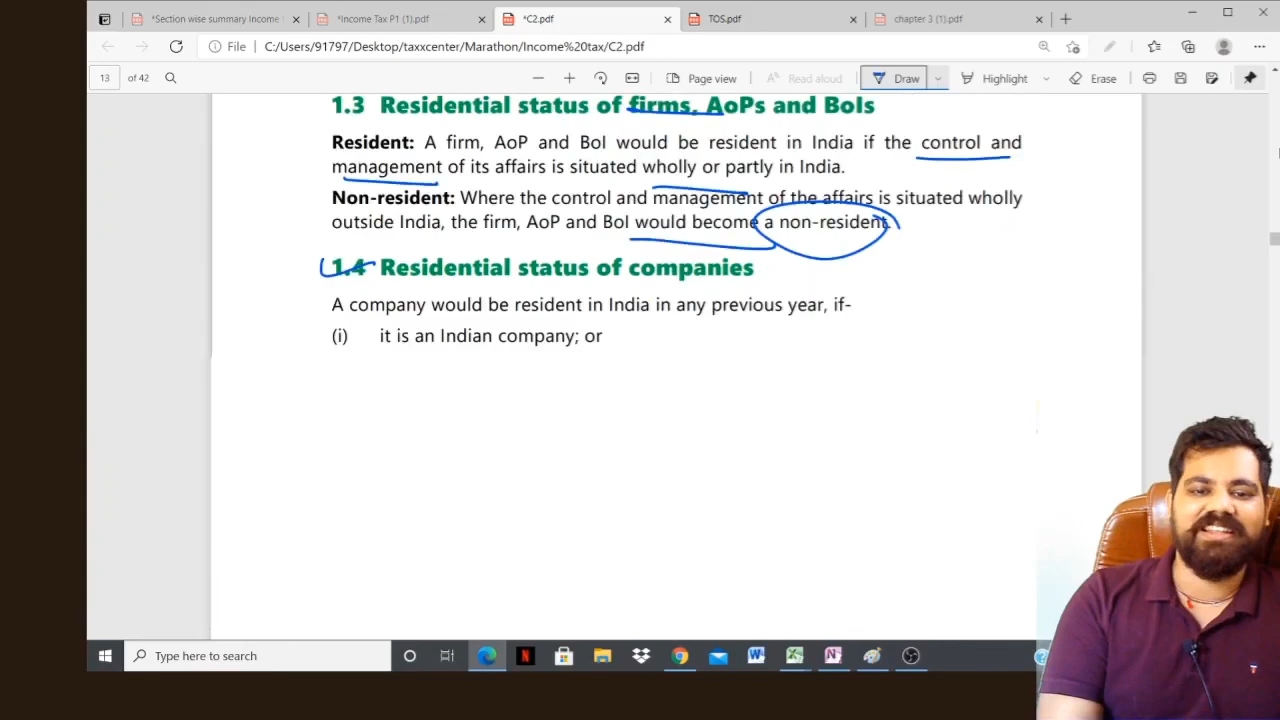 *Section wise summary Income
*Income Tax P1 (1).pdf
*C2.pdf
TOS.pdf
chapter 3 (1).pdf
File
C:/Users/91797/Desktop/taxxcenter/Marathon/Income%20tax/C2.pdf
13 of 42
Page view
Read aloud
Draw
Highlight
Erase
1.3 Residential status of firms, AoPs and BoIs
Resident: A firm, AoP and BoI would be resident in India if the control and
management of its affairs is situated wholly or partly in India.
Non-resident: Where the control and management of the affairs is situated wholly
outside India, the firm, AoP and BoI would become a non-resident.
1.4 Residential status of companies
A company would be resident in India in any previous year, if-
(i) it is an Indian company; or
Type here to search